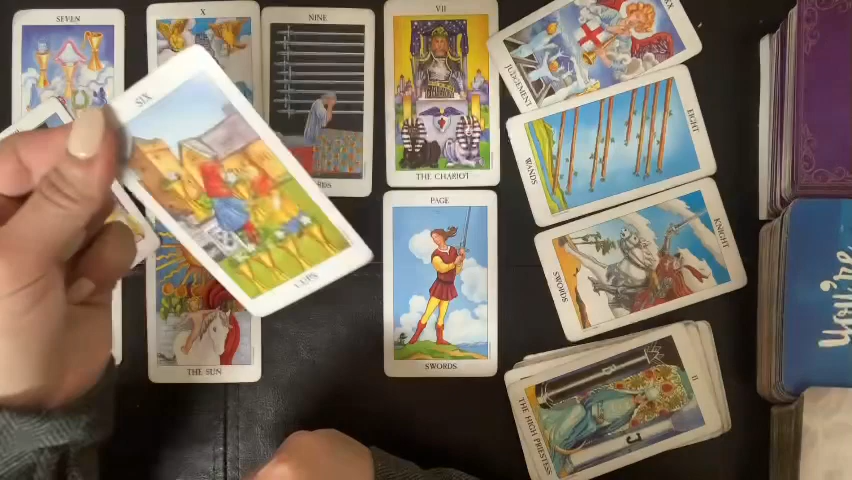 SEVEN
X
NINE
VII
THE CHARIOT
XX
JUDGEMENT
EIGHT
WANDS
SIX
CUPS
PAGE
SWORDS
KNIGHT
SWORDS
THE SUN
II
B
J
THE HIGH PRIESTESS
you're